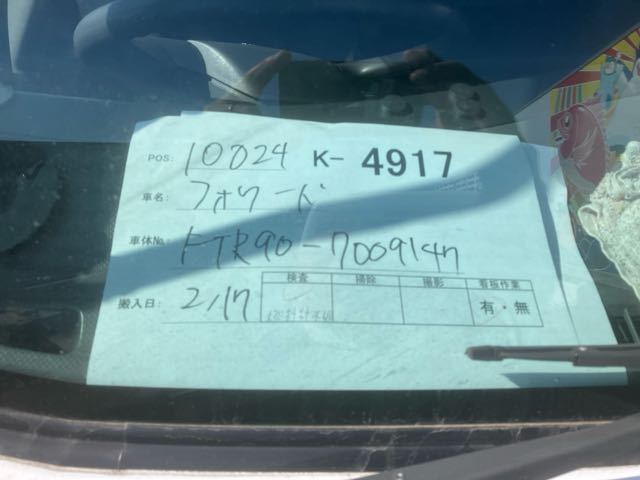 POS: 10024 K- 4917
車名: フォワード
車体No. FTR90-7009147
搬入日: 2/17
検査 掃除 撮影 看板作業
有・無